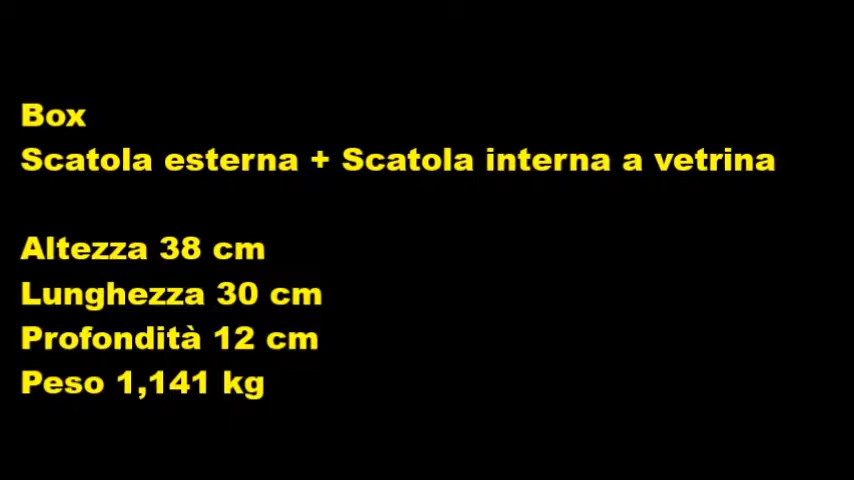 Box
Scatola esterna + Scatola interna a vetrina
Altezza 38 cm
Lunghezza 30 cm
Profondità 12 cm
Peso 1,141 kg